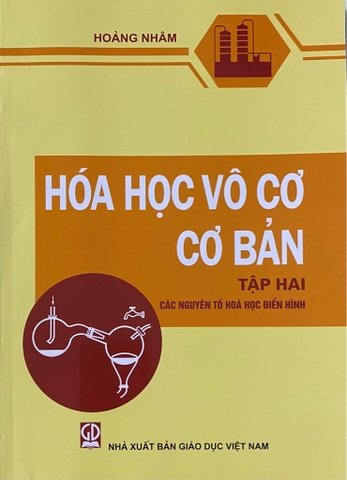 HOÀNG NHÂM
HÓA HỌC VÔ CƠ
CƠ BẢN
TẬP HAI
CÁC NGUYÊN TỐ HOÁ HỌC ĐIỂN HÌNH
GD
NHÀ XUẤT BẢN GIÁO DỤC VIỆT NAM